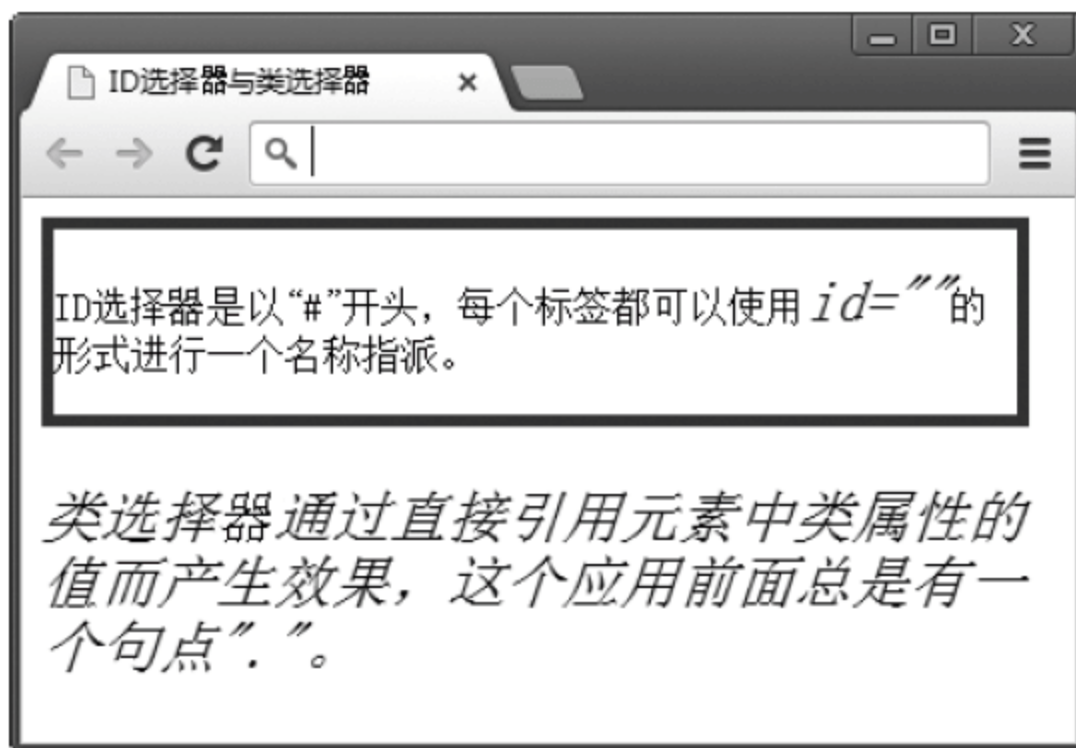 ID选择器与类选择器
ID选择器是以“#”开头，每个标签都可以使用id=""的
形式进行一个名称指派。
类选择器通过直接引用元素中类属性的
值而产生效果，这个应用前面总是有一
个句点"."。